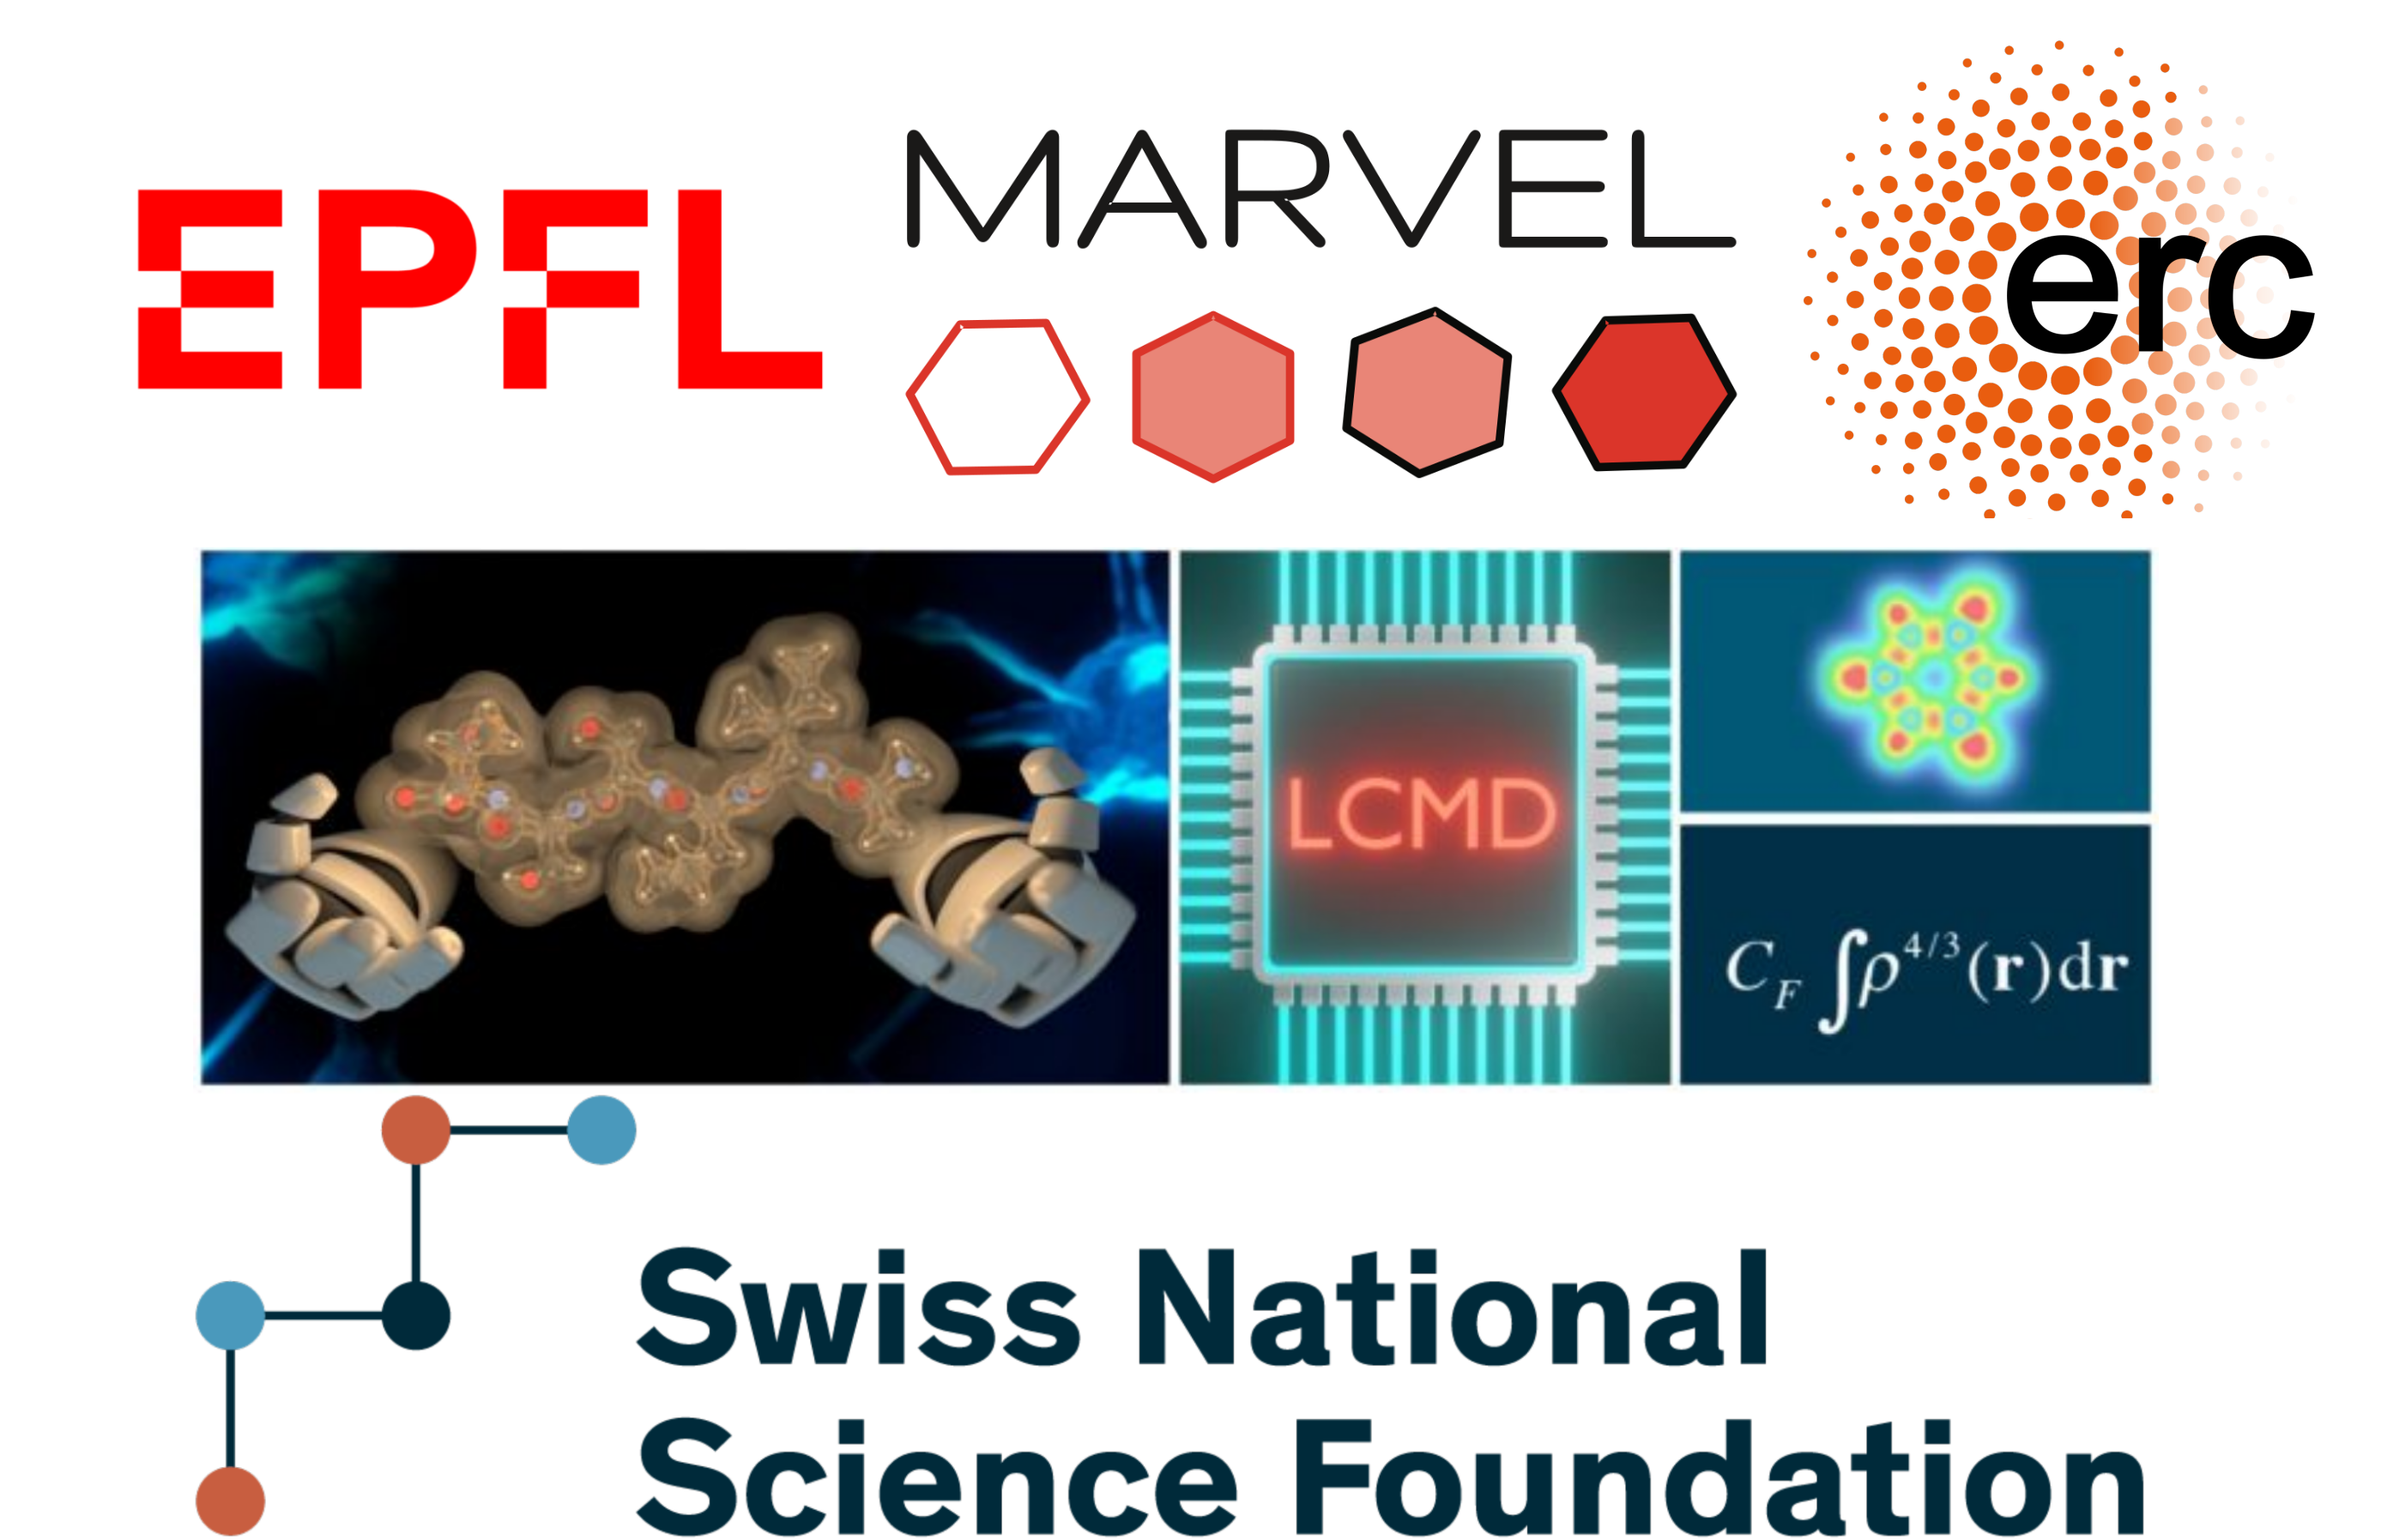 EPFL
MARVEL
erc
LCMD
C_F ∫ρ^{4/3}(𝐫)d𝐫
Swiss National
Science Foundation